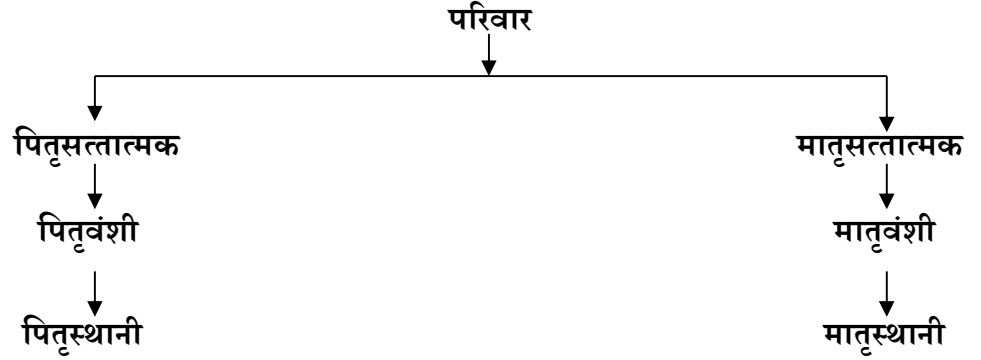 परिवार
पितृसत्तात्मक मातृसत्तात्मक
पितृवंशी मातृवंशी
पितृस्थानी मातृस्थानी